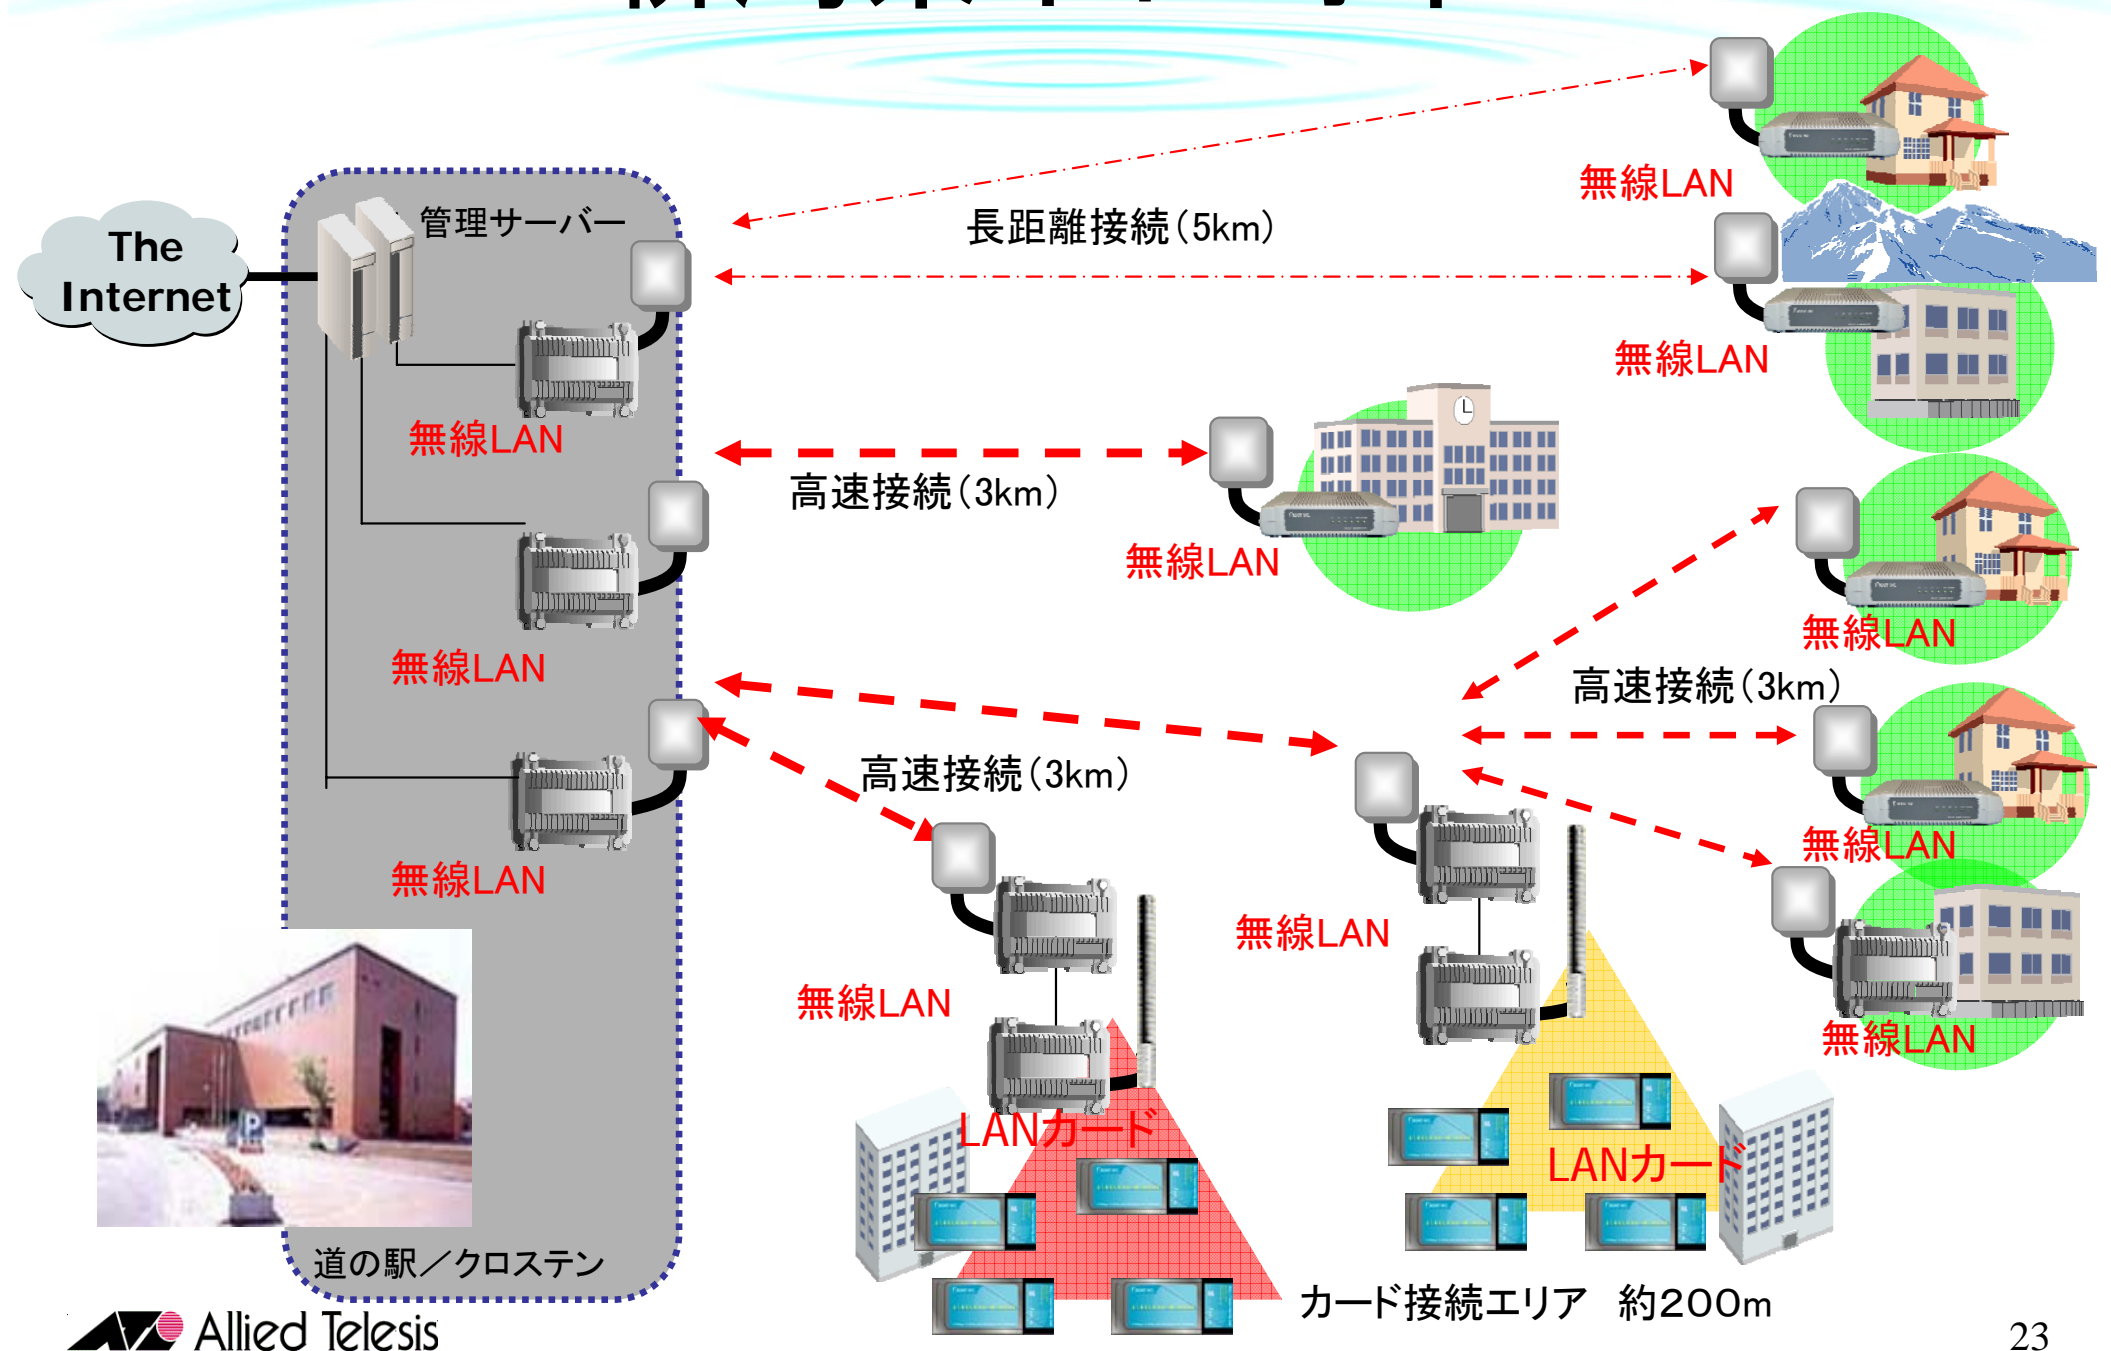 The
Internet
管理サーバー
無線LAN
無線LAN
無線LAN
道の駅／クロステン
長距離接続(5km)
無線LAN
無線LAN
高速接続(3km)
無線LAN
無線LAN
高速接続(3km)
無線LAN
高速接続(3km)
無線LAN
無線LAN
無線LAN
LANカード
LANカード
P
カード接続エリア　約200m
Allied Telesis
23